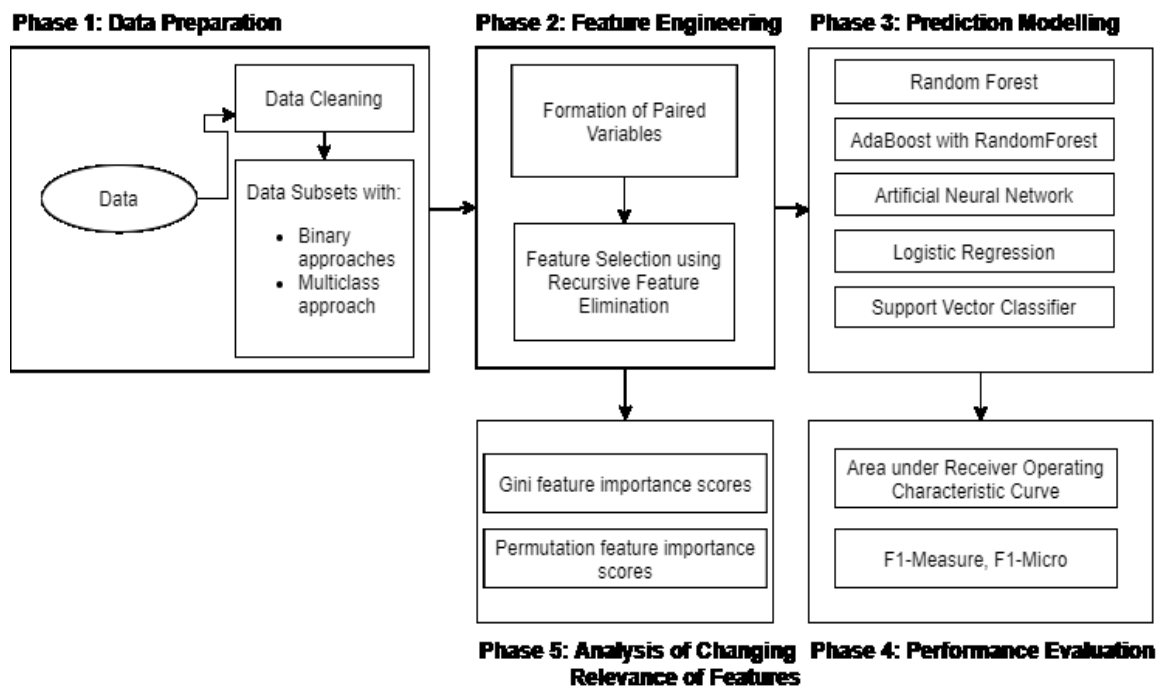 Phase 1: Data Preparation
Data
Data Cleaning
Data Subsets with:
• Binary
approaches
• Multiclass
approach
Phase 2: Feature Engineering
Formation of Paired
Variables
Feature Selection using
Recursive Feature
Elimination
Phase 3: Prediction Modelling
Random Forest
AdaBoost with RandomForest
Artificial Neural Network
Logistic Regression
Support Vector Classifier
Gini feature importance scores
Permutation feature importance
scores
Phase 5: Analysis of Changing
Relevance of Features
Area under Receiver Operating
Characteristic Curve
F1-Measure, F1-Micro
Phase 4: Performance Evaluation